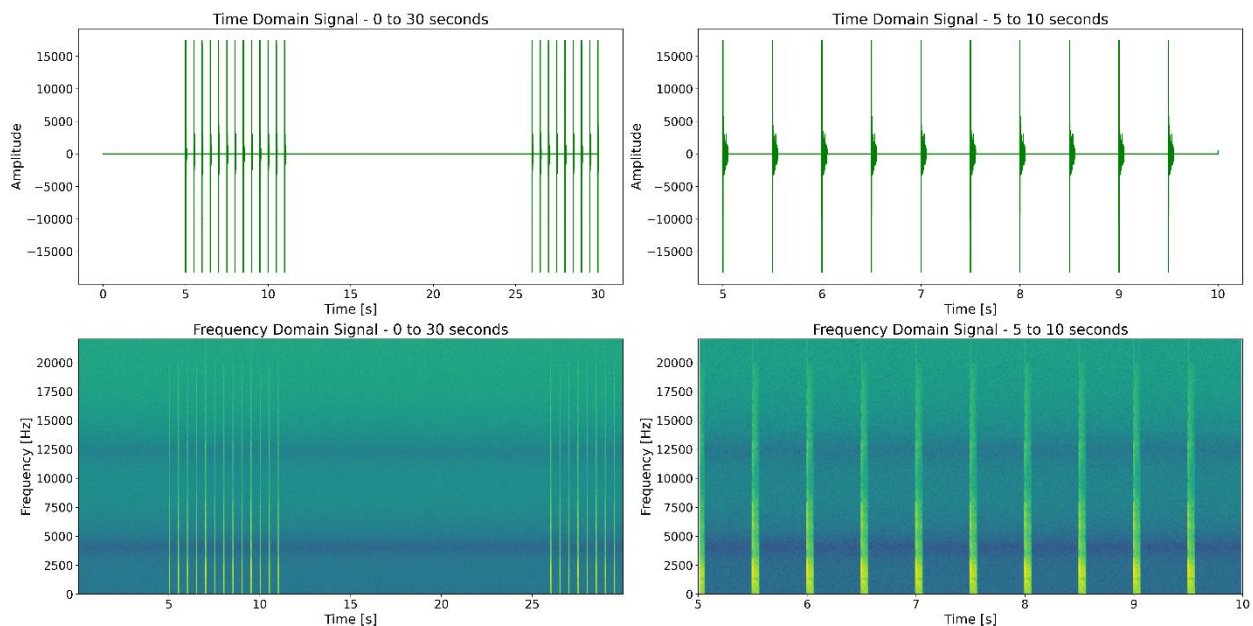 Time Domain Signal - 0 to 30 seconds
15000
10000
5000
0
−5000
−10000
−15000
Amplitude
0 5 10 15 20 25 30
Time [s]
Time Domain Signal - 5 to 10 seconds
15000
10000
5000
0
−5000
−10000
−15000
Amplitude
5 6 7 8 9 10
Time [s]
Frequency Domain Signal - 0 to 30 seconds
20000
17500
15000
12500
10000
7500
5000
2500
0
Frequency [Hz]
5 10 15 20 25
Time [s]
Frequency Domain Signal - 5 to 10 seconds
20000
17500
15000
12500
10000
7500
5000
2500
0
Frequency [Hz]
5 6 7 8 9 10
Time [s]